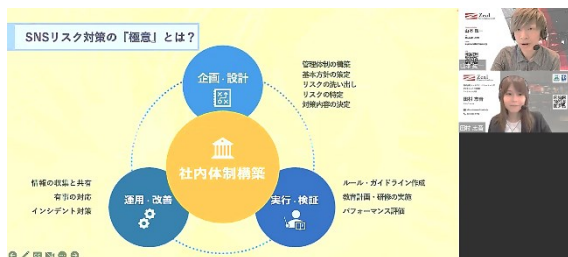 SNSリスク対策の『極意』とは？
企画・設計
管理体制の構築
基本方針の策定
リスクの洗い出し
リスクの特定
対策内容の決定
社内体制構築
情報の収集と共有
有事の対応
インシデント対策
運用・改善
実行・検証
ルール・ガイドライン作成
教育計画・研修の実施
パフォーマンス評価
Zeal
Zeal